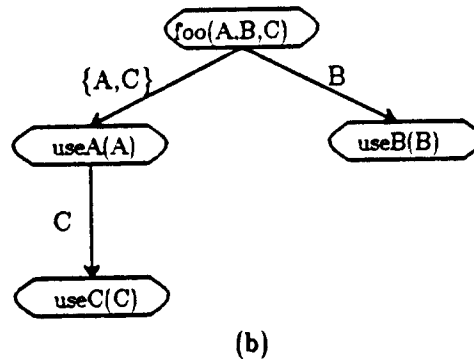 foo(A.B,C)
{A,C}
B
useA(A)
useB(B)
C
useC(C)
(b)